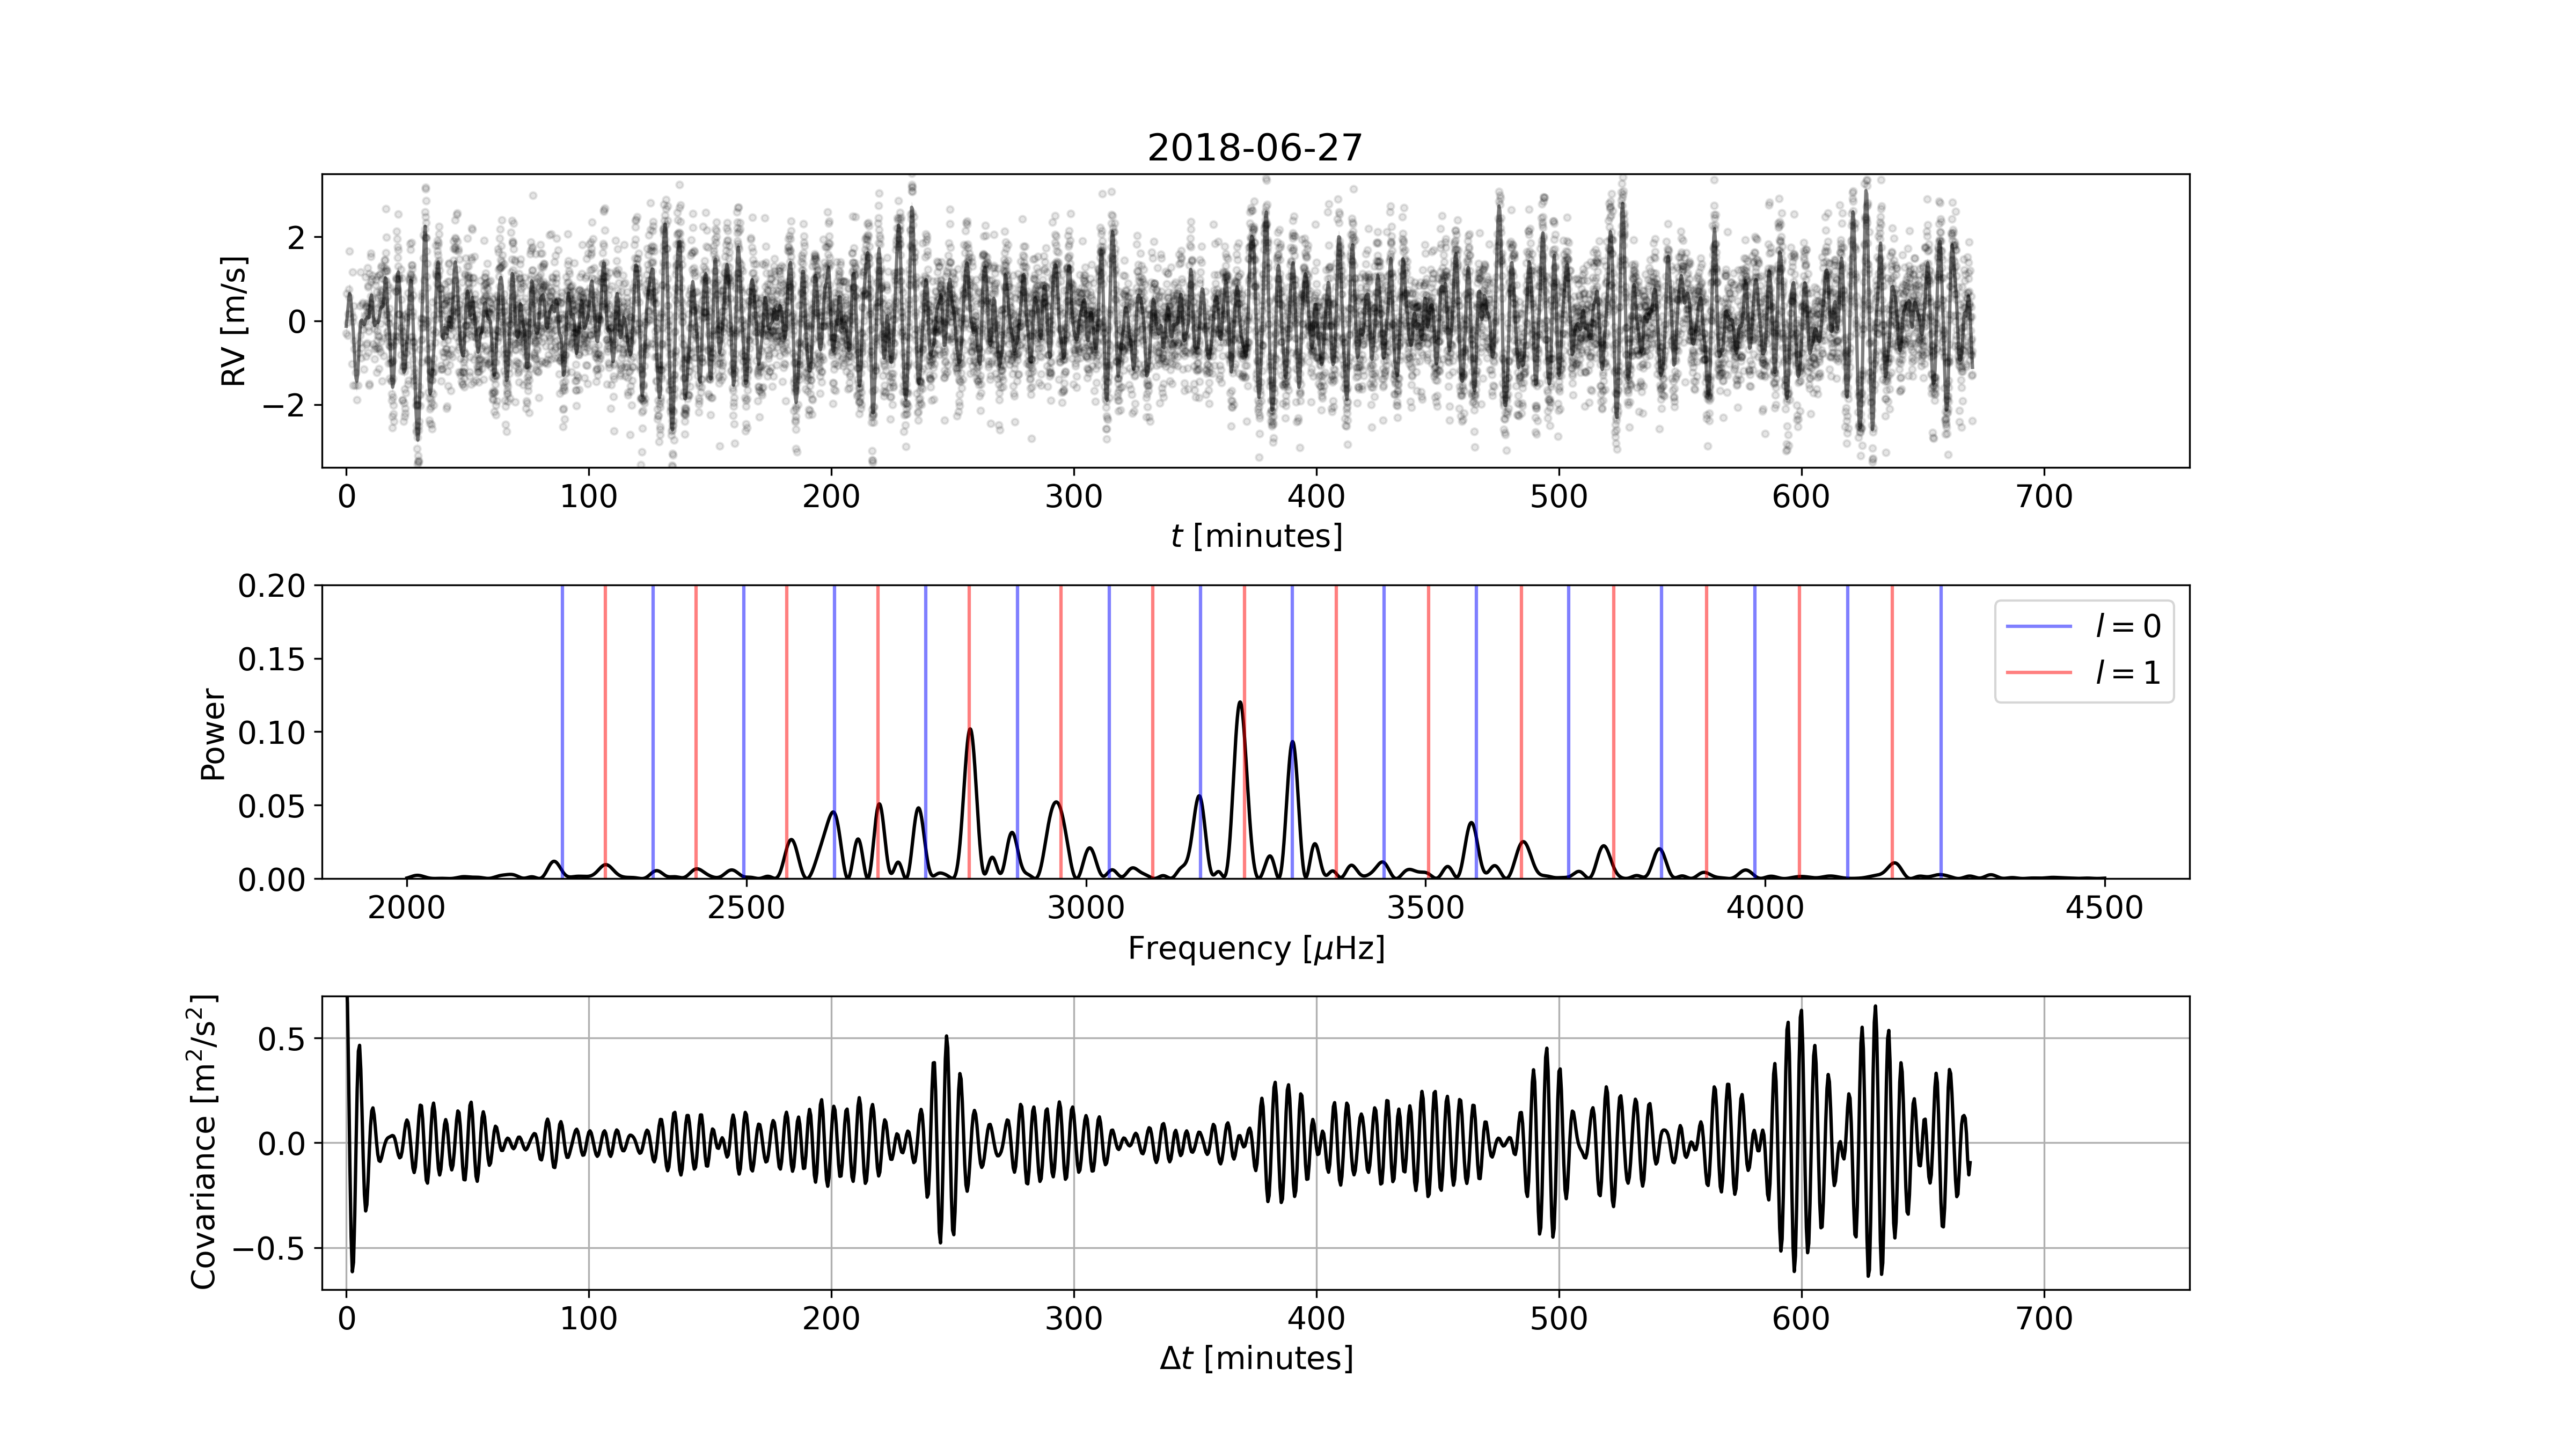 2018-06-27
RV [m/s]
2
0
−2
0 100 200 300 400 500 600 700
t [minutes]
Power
0.20
0.15
0.10
0.05
0.00
l = 0
l = 1
2000 2500 3000 3500 4000 4500
Frequency [μHz]
Covariance [m²/s²]
0.5
0.0
−0.5
0 100 200 300 400 500 600 700
Δt [minutes]